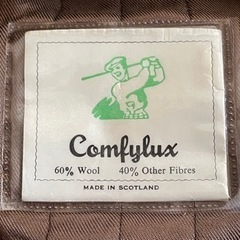 Comfylux
60% Wool 40% Other Fibres
MADE IN SCOTLAND